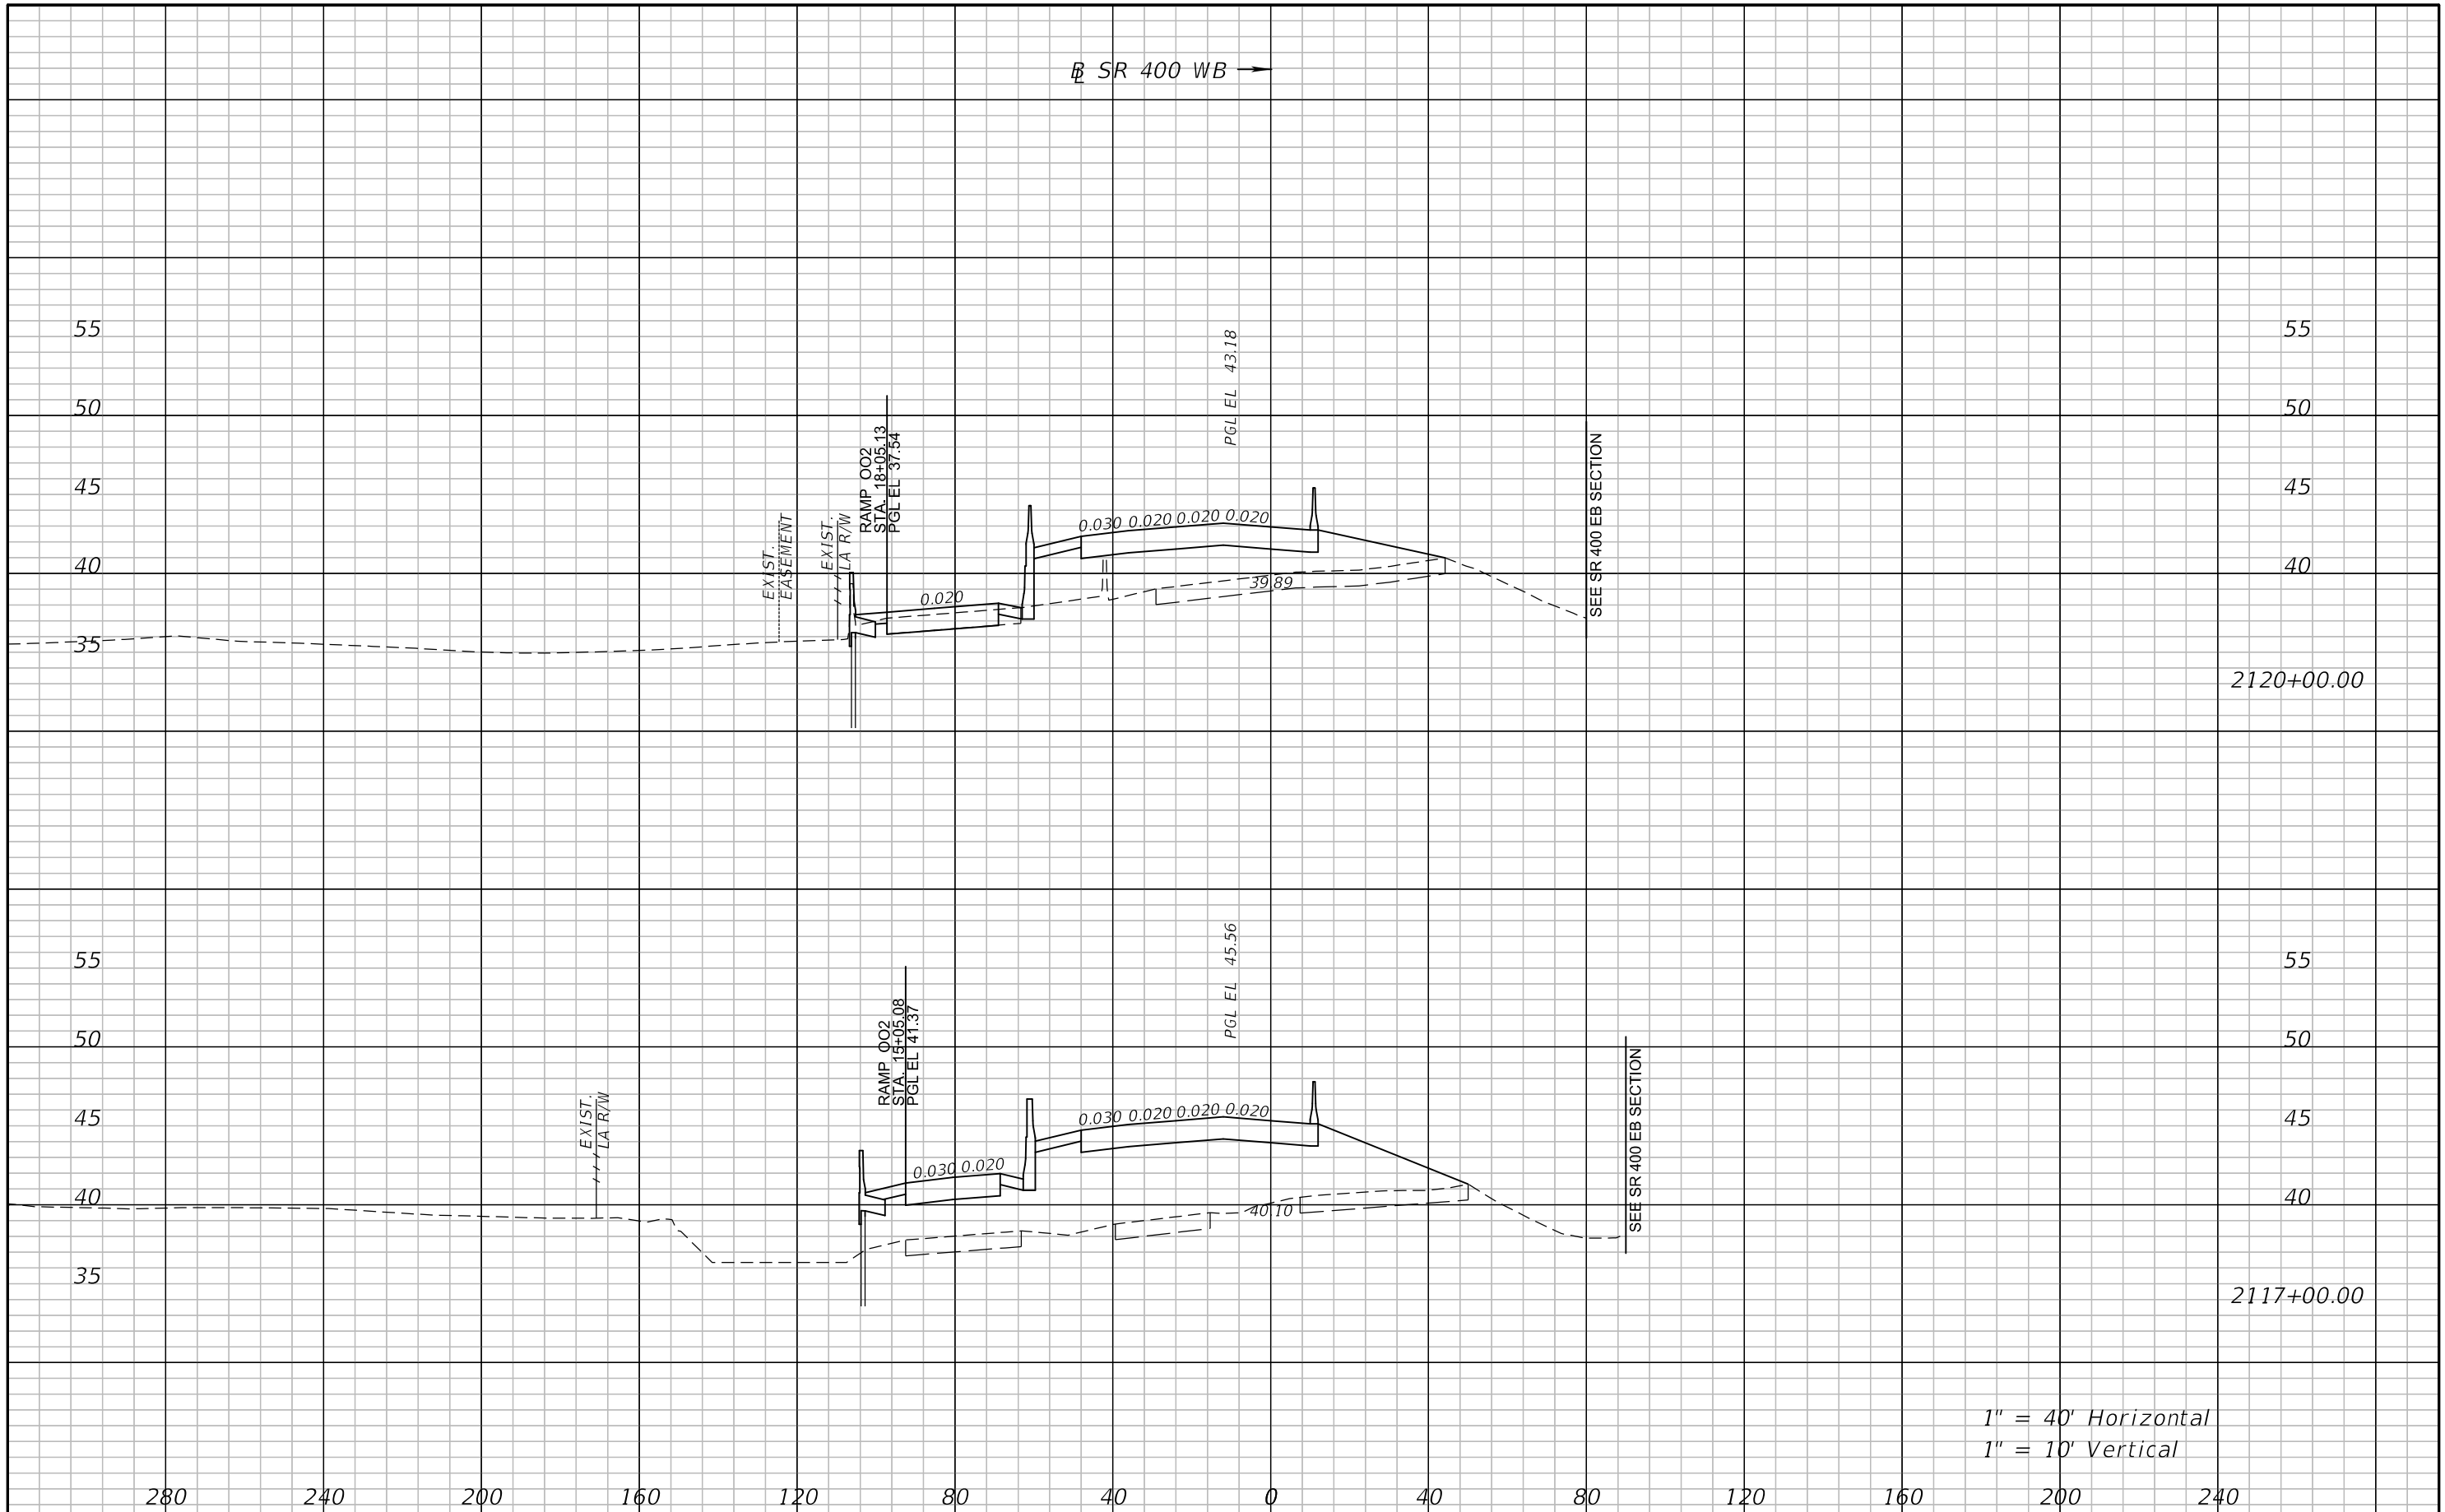 BL SR 400 WB
55 55
PGL EL 43.18
50 50
RAMP OO2
STA. 18+05.13
PGL EL 37.54
SEE SR 400 EB SECTION
45 45
EXIST.
EASEMENT
EXIST.
LA R/W
0.030 0.020 0.020 0.020
40 40
39.89
0.020
35
2120+00.00
55 55
PGL EL 45.56
50 50
RAMP OO2
STA. 15+05.08
PGL EL 41.37
SEE SR 400 EB SECTION
45 45
EXIST.
LA R/W
0.030 0.020 0.020 0.020
0.030 0.020
40 40
40.10
35
2117+00.00
1" = 40' Horizontal
1" = 10' Vertical
280 240 200 160 120 80 40 0 40 80 120 160 200 240